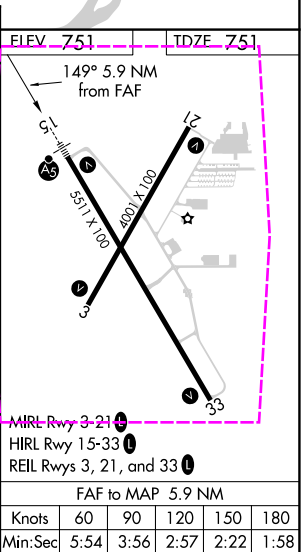 ELEV 751
TDZE 751
149° 5.9 NM
from FAF
15
21
A5
V
V
5511 X 100
4001 X 100
V
3
V
33
MIRL Rwy 3-21 L
HIRL Rwy 15-33 L
REIL Rwys 3, 21, and 33 L
FAF to MAP 5.9 NM
Knots 60 90 120 150 180
Min:Sec 5:54 3:56 2:57 2:22 1:58